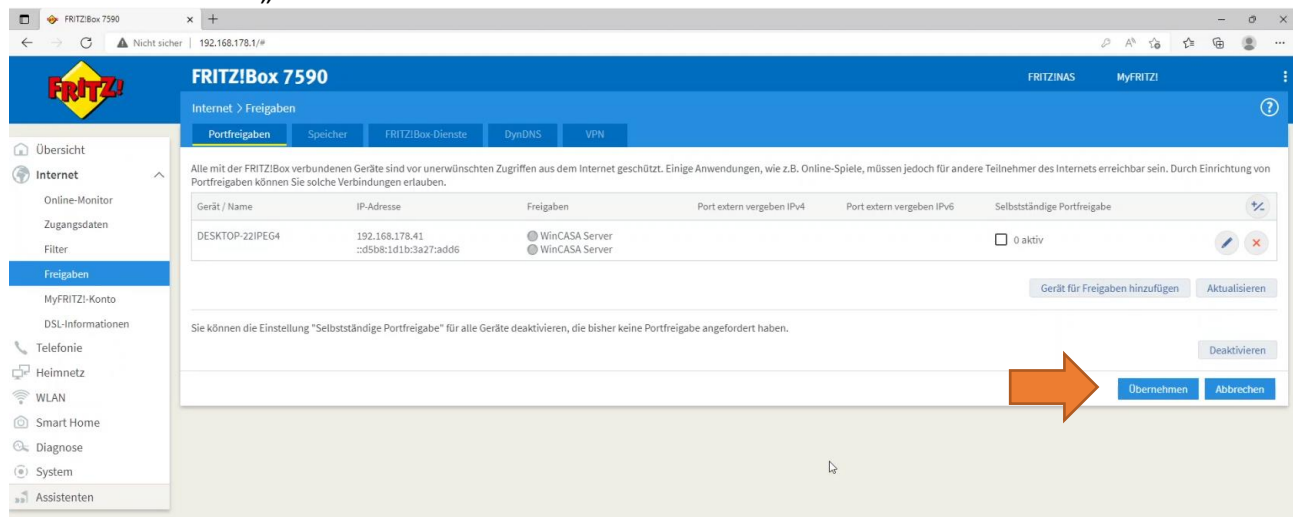 „
FRITZ!Box 7590
Nicht sicher | 192.168.178.1/#
FRITZ!
FRITZ!Box 7590
FRITZ!NAS MyFRITZ!
Internet > Freigaben
Portfreigaben Speicher FRITZ!Box-Dienste DynDNS VPN
Übersicht
Internet
Online-Monitor
Zugangsdaten
Filter
Freigaben
MyFRITZ!-Konto
DSL-Informationen
Telefonie
Heimnetz
WLAN
Smart Home
Diagnose
System
Assistenten
Alle mit der FRITZ!Box verbundenen Geräte sind vor unerwünschten Zugriffen aus dem Internet geschützt. Einige Anwendungen, wie z.B. Online-Spiele, müssen jedoch für andere Teilnehmer des Internets erreichbar sein. Durch Einrichtung von
Portfreigaben können Sie solche Verbindungen erlauben.
Gerät / Name IP-Adresse Freigaben Port extern vergeben IPv4 Port extern vergeben IPv6 Selbstständige Portfreigabe
DESKTOP-22IPEG4 192.168.178.41 WinCASA Server 0 aktiv
::d5b8:1d1b:3a27:add6 WinCASA Server
Gerät für Freigaben hinzufügen Aktualisieren
Sie können die Einstellung "Selbstständige Portfreigabe" für alle Geräte deaktivieren, die bisher keine Portfreigabe angefordert haben.
Deaktivieren
Übernehmen Abbrechen